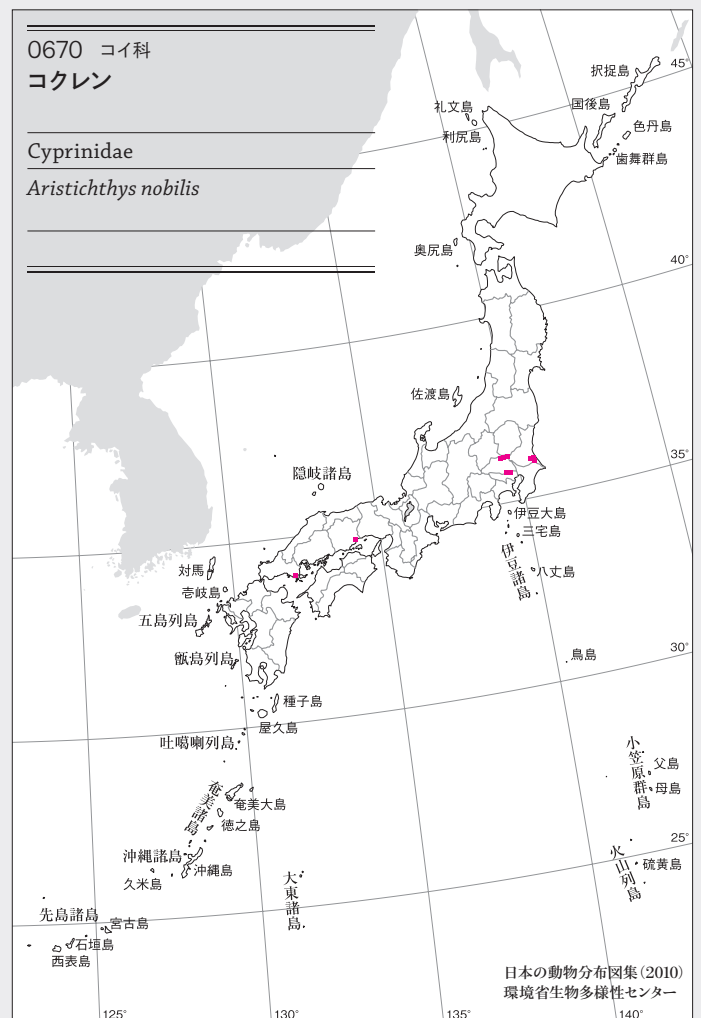 0670 コイ科
コクレン
Cyprinidae
Aristichthys nobilis
45°
択捉島
礼文島
国後島
利尻島
色丹島
歯舞群島
奥尻島
40°
佐渡島
35°
隠岐諸島
伊豆大島
三宅島
伊豆諸島
八丈島
対馬
壱岐島
五島列島
甑島列島
鳥島
30°
種子島
屋久島
吐噶喇列島
小笠原群島
父島
母島
奄美諸島
奄美大島
徳之島
25°
沖縄諸島
沖縄島
久米島
火山列島
硫黄島
大東諸島
先島諸島
宮古島
石垣島
西表島
日本の動物分布図集(2010)
環境省生物多様性センター
125°
130°
135°
140°